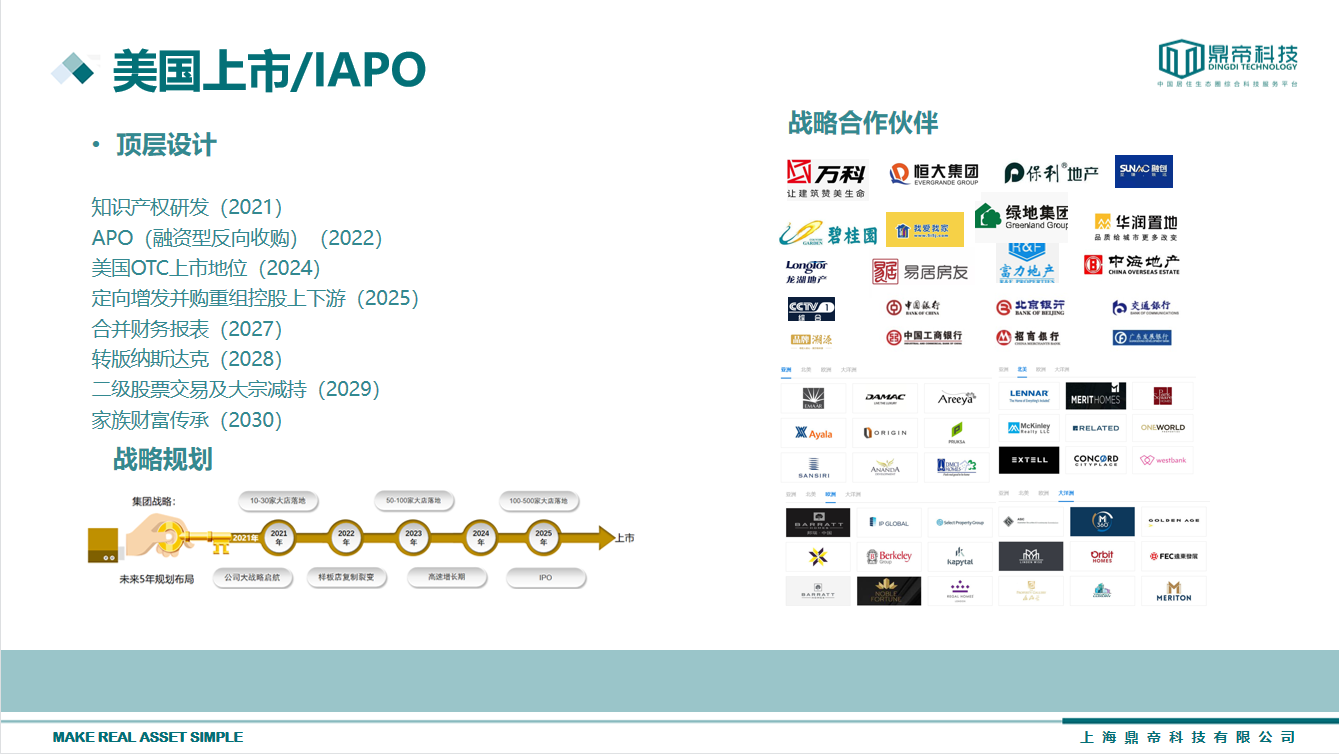 美国上市/IAPO
鼎帝科技
DINGDI TECHNOLOGY
中国居住生态圈综合科技服务平台
• 顶层设计
知识产权研发（2021）
APO（融资型反向收购）（2022）
美国OTC上市地位（2024）
定向增发并购重组控股上下游（2025）
合并财务报表（2027）
转版纳斯达克（2028）
二级股票交易及大宗减持（2029）
家族财富传承（2030）
战略规划
集团战略：
10-30家大店落地
50-100家大店落地
100-500家大店落地
2021年
2021年
2022年
2023年
2024年
2025年
上市
未来5年规划布局
公司大战略启航
样板店复制裂变
高速增长期
IPO
战略合作伙伴
万科
让建筑赞美生命
恒大集团
EVERGRANDE GROUP
保利®地产
SUNAC 融创
碧桂园
我爱我家
绿地集团
Greenland Group
华润置地
品质给城市更多改变
Longfor
龙湖地产
易居房友
R&F
富力地产
R&F PROPERTIES
中海地产
CHINA OVERSEAS ESTATE
CCTV 1
综合
中国银行
BANK OF CHINA
北京银行
BANK OF BEIJING
交通银行
BANK OF COMMUNICATIONS
品牌溯源
中国工商银行
招商银行
CHINA MERCHANTS BANK
广东发展银行
亚洲 北美 欧洲 大洋洲
EMAAR
DAMAC
Areeya
Ayala
ORIGIN
PRUKSA
SANSIRI
ANANDA
DMCI HOMES
亚洲 北美 欧洲 大洋洲
LENNAR
MERITHOMES
McKinley
Realty LLC
RELATED
ONEWORLD
EXTELL
CONCORD
CITYPLACE
westbank
亚洲 北美 欧洲 大洋洲
BARRATT
IP GLOBAL
Select Property Group
Berkeley
Group
kapytal
BARRATT
NOBLE
FORTUNE
REGAL HOMES
亚洲 北美 欧洲 大洋洲
M
360
GOLDEN AGE
Orbit
HOMES
FEC遠東發展
MERITON
MAKE REAL ASSET SIMPLE
上海鼎帝科技有限公司